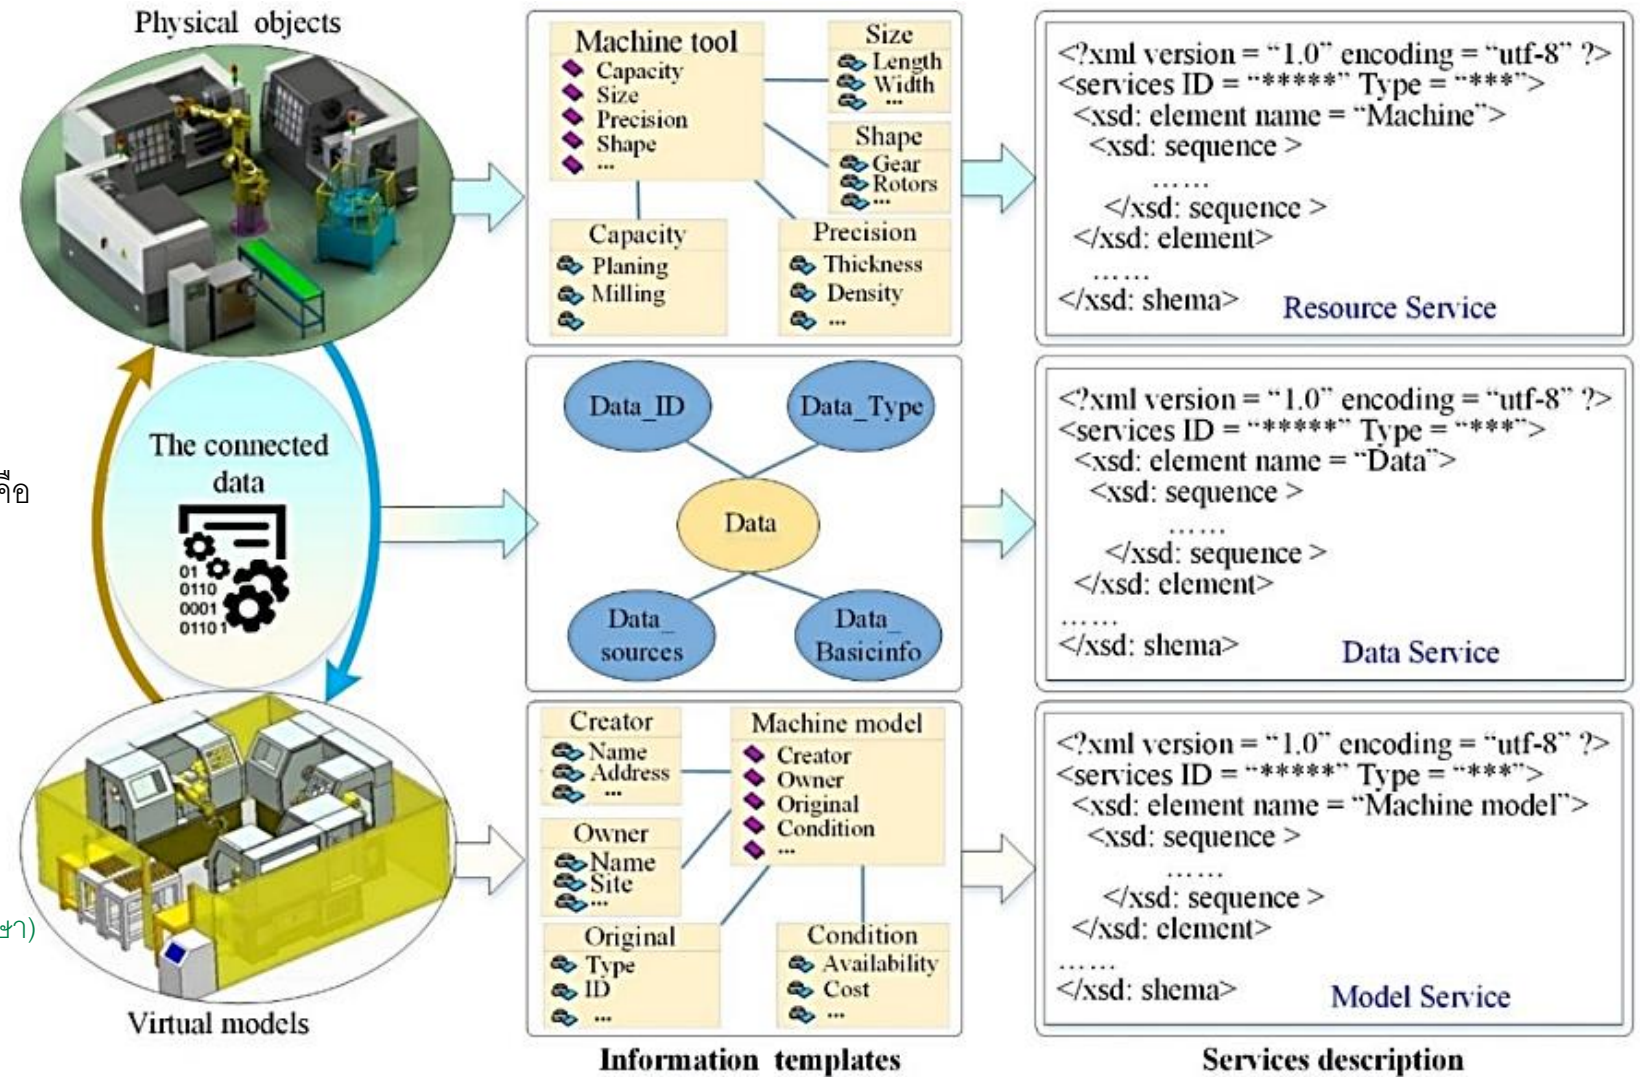 Physical objects
The connected
data
01
0110
0001
01101
คือ
ษา)
Virtual models
Machine tool
Capacity
Size
Precision
Shape
...
Size
Length
Width
...
Shape
Gear
Rotors
...
Capacity
Planing
Milling
Precision
Thickness
Density
...
Data_ID
Data_Type
Data
Data_
sources
Data_
Basicinfo
Creator
Name
Address
...
Machine model
Creator
Owner
Original
Condition
...
Owner
Name
Site
...
Original
Type
ID
...
Condition
Availability
Cost
...
Information templates
<?xml version = “1.0” encoding = “utf-8” ?>
<services ID = “*****” Type = “***”>
<xsd: element name = “Machine”>
<xsd: sequence >
……
</xsd: sequence >
</xsd: element>
……
</xsd: shema>
Resource Service
<?xml version = “1.0” encoding = “utf-8” ?>
<services ID = “*****” Type = “***”>
<xsd: element name = “Data”>
<xsd: sequence >
……
</xsd: sequence >
</xsd: element>
……
</xsd: shema>
Data Service
<?xml version = “1.0” encoding = “utf-8” ?>
<services ID = “*****” Type = “***”>
<xsd: element name = “Machine model”>
<xsd: sequence >
……
</xsd: sequence >
</xsd: element>
……
</xsd: shema>
Model Service
Services description